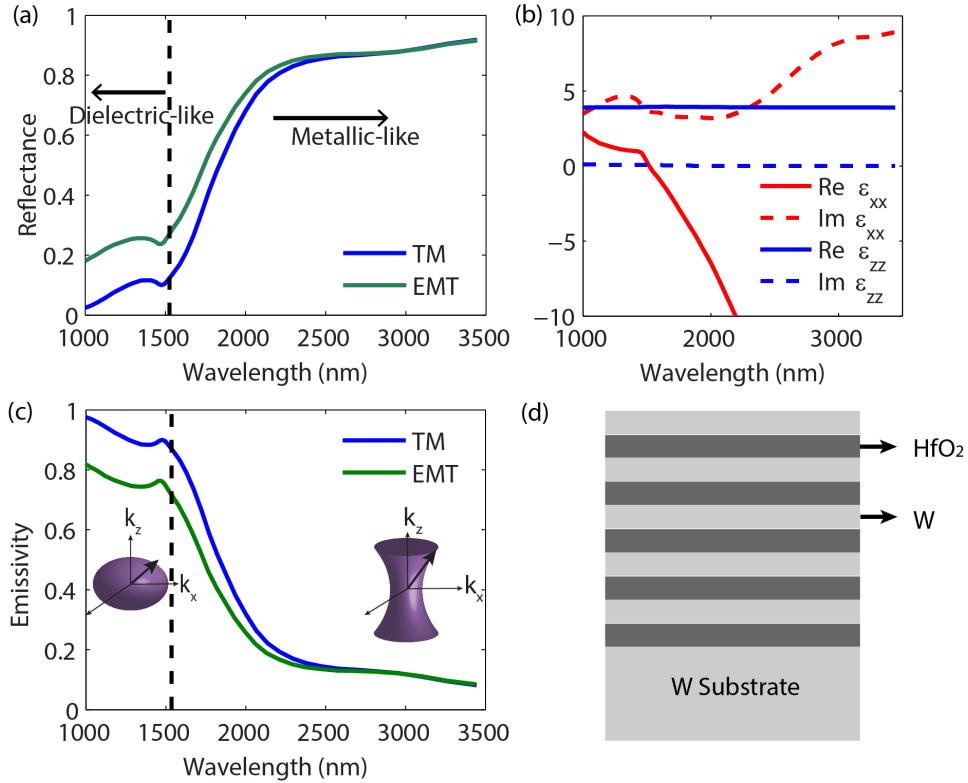 (a)
1
0.8
0.6
0.4
0.2
0
Reflectance
Dielectric-like
Metallic-like
TM
EMT
1000 1500 2000 2500 3000 3500
Wavelength (nm)
(b)
10
5
0
−5
−10
Re ε_xx
Im ε_xx
Re ε_zz
Im ε_zz
1000 2000 3000
Wavelength (nm)
(c)
1
0.8
0.6
0.4
0.2
0
Emissivity
TM
EMT
k_z
k_x
k_z
k_x
1000 1500 2000 2500 3000 3500
Wavelength (nm)
(d)
HfO₂
W
W Substrate